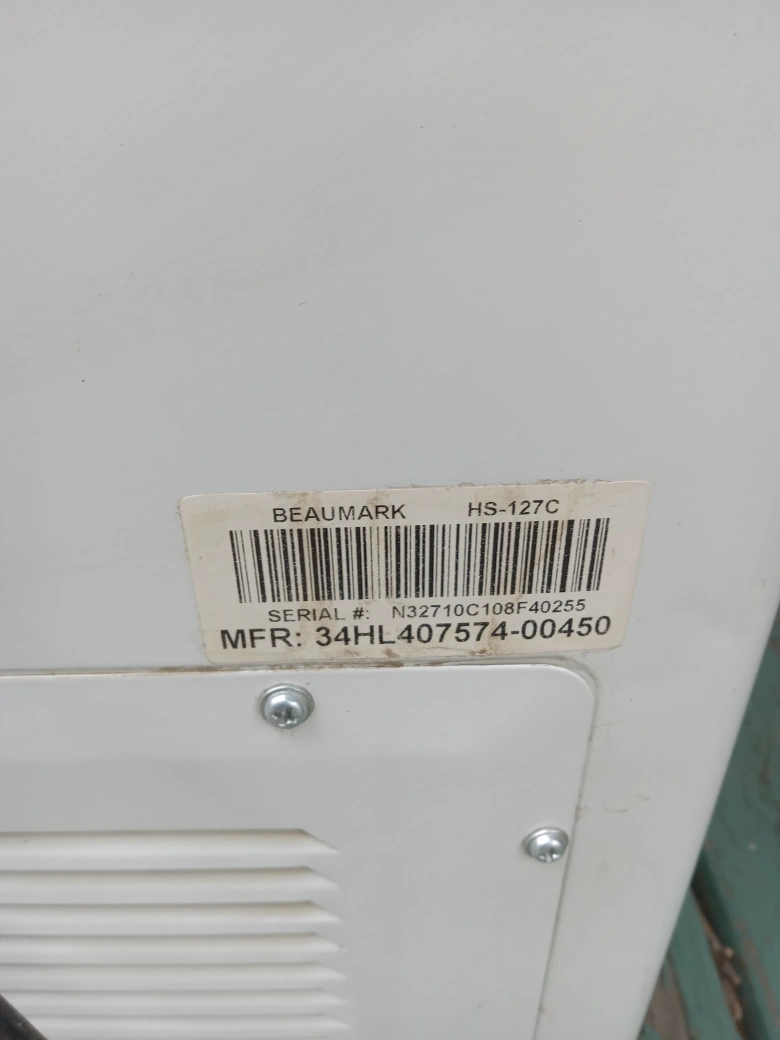 BEAUMARK HS-127C
SERIAL #: N32710C108F40255
MFR: 34HL407574-00450